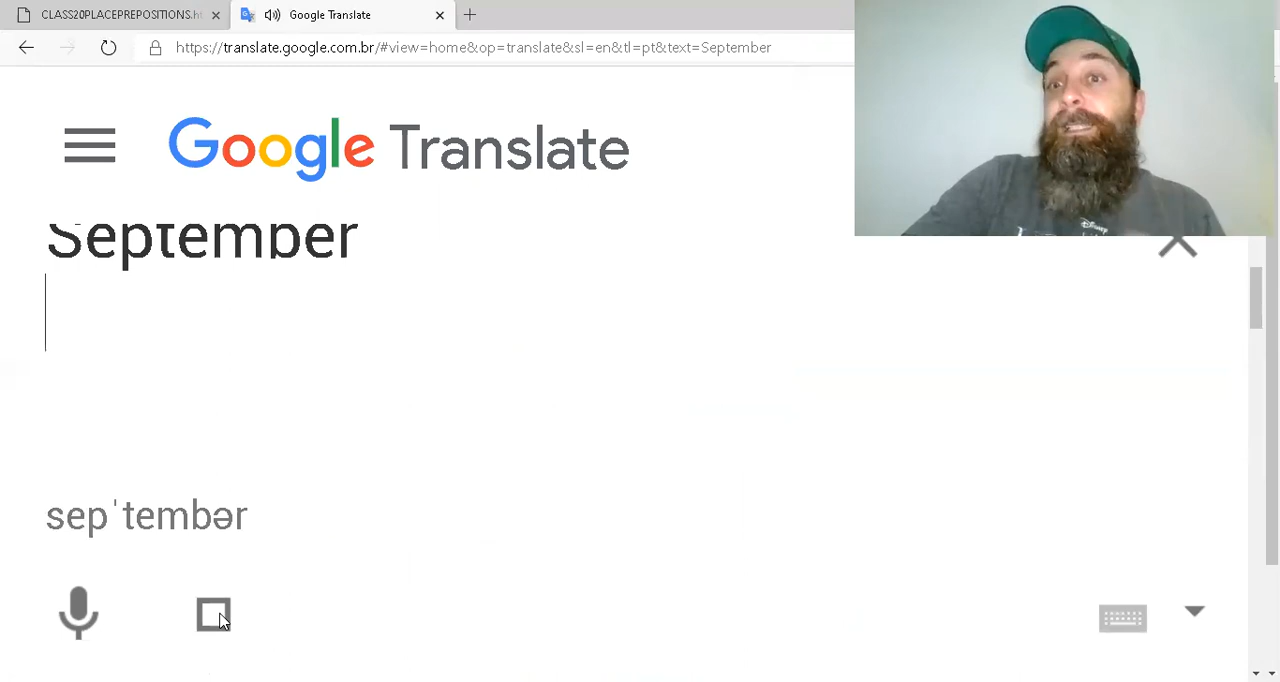 CLASS20PLACEPREPOSITIONS.h
Google Translate
https://translate.google.com.br/#view=home&op=translate&sl=en&tl=pt&text=September
Google Translate
September
sepˈtembər
Disney